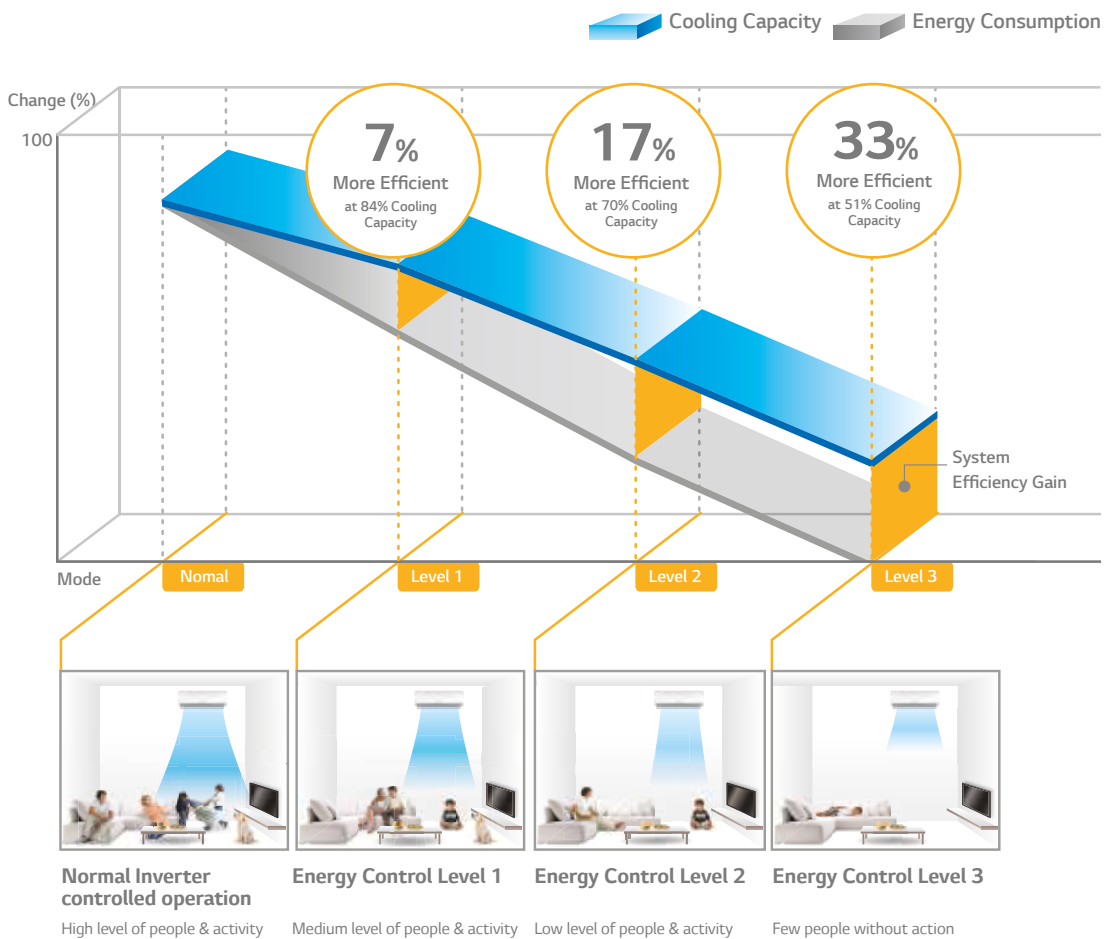 Cooling Capacity
Energy Consumption
Change (%)
100
7%
More Efficient
at 84% Cooling
Capacity
17%
More Efficient
at 70% Cooling
Capacity
33%
More Efficient
at 51% Cooling
Capacity
System
Efficiency Gain
Mode
Nomal
Level 1
Level 2
Level 3
Normal Inverter
controlled operation
High level of people & activity
Energy Control Level 1
Medium level of people & activity
Energy Control Level 2
Low level of people & activity
Energy Control Level 3
Few people without action